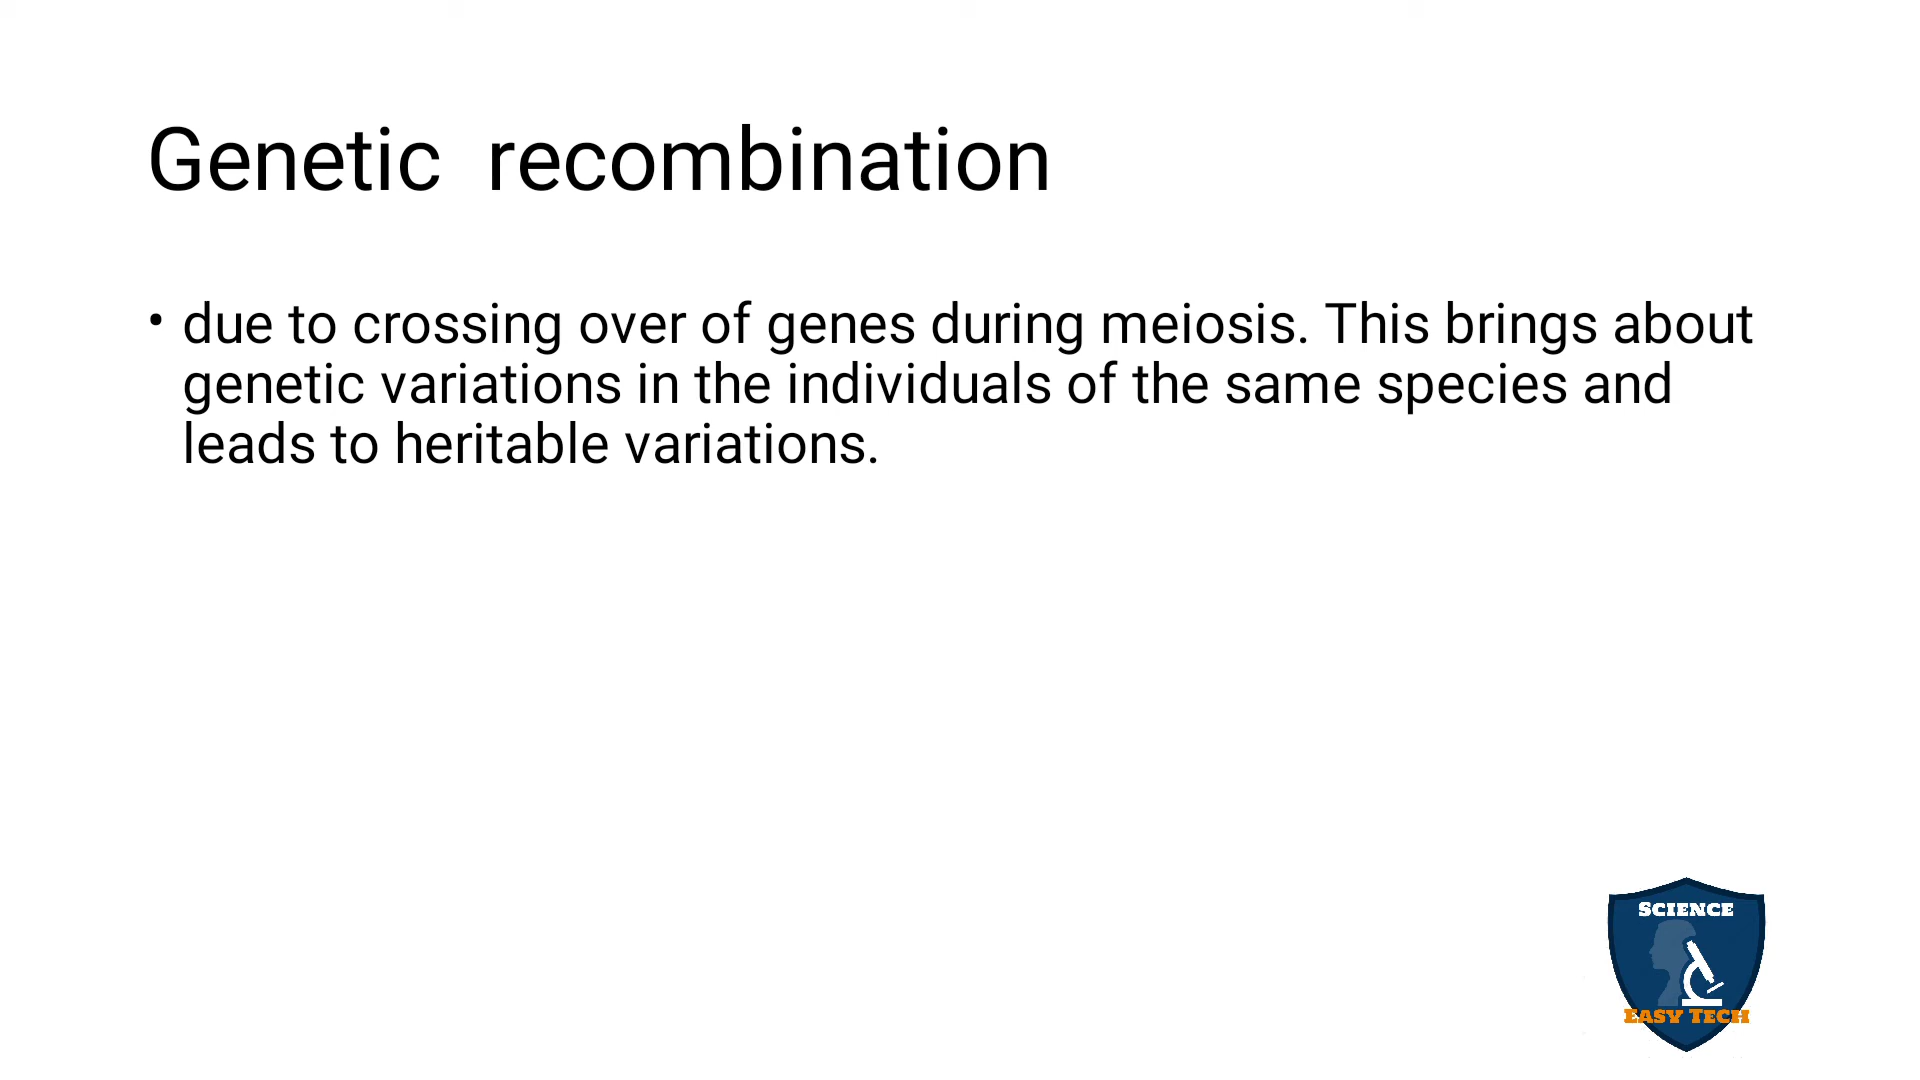 Genetic  recombination
• due to crossing over of genes during meiosis. This brings about
genetic variations in the individuals of the same species and
leads to heritable variations.
SCIENCE
EASY TECH